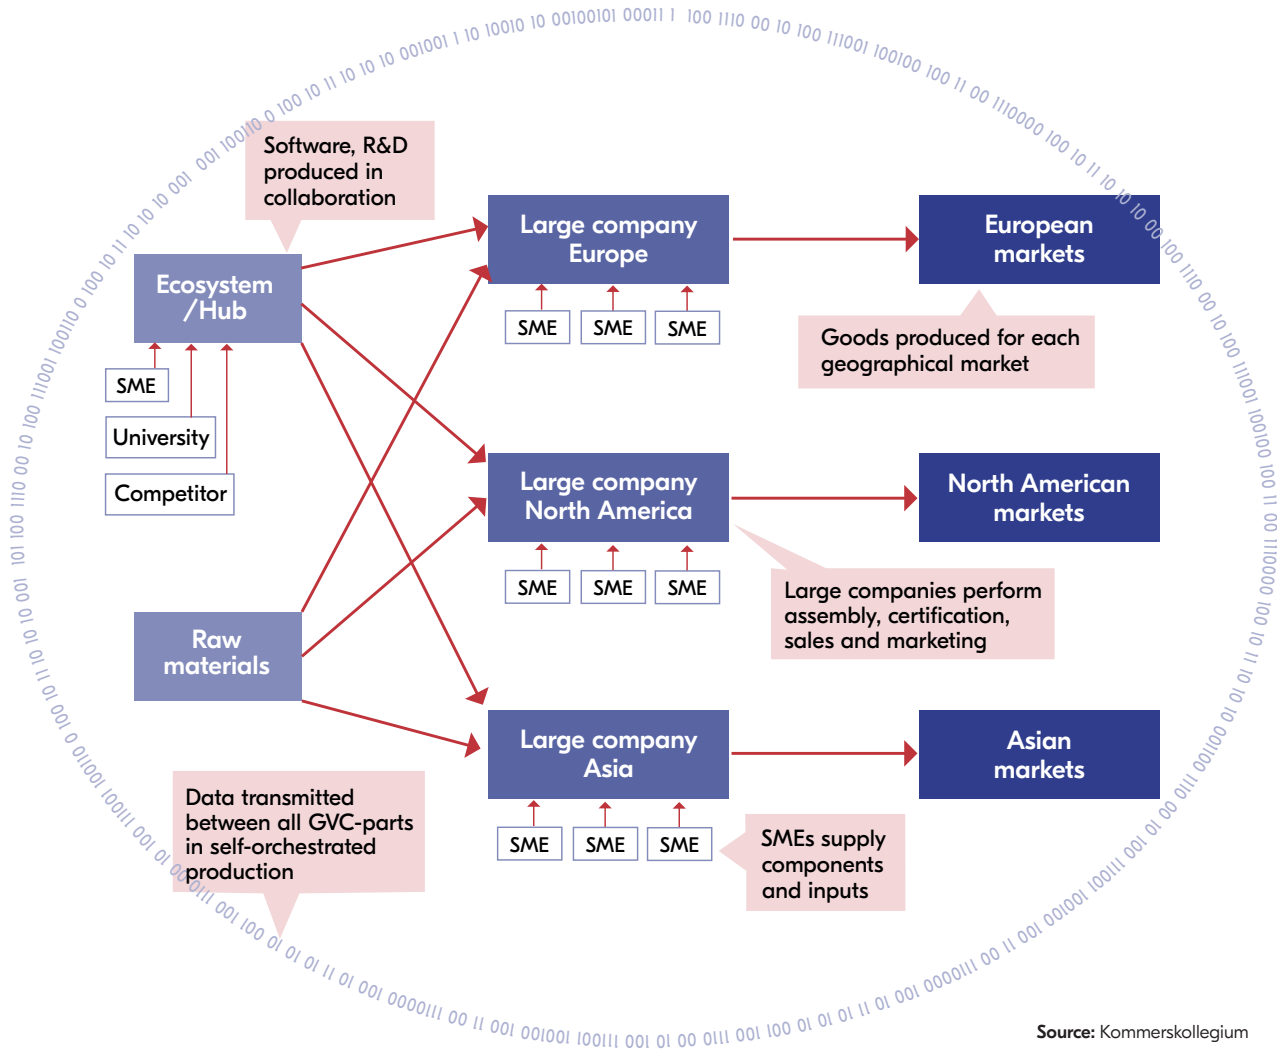 Software, R&D
produced in
collaboration
Ecosystem
/Hub
SME
University
Competitor
Raw
materials
Data transmitted
between all GVC-parts
in self-orchestrated
production
Large company
Europe
SME SME SME
Large company
North America
SME SME SME
Large company
Asia
SME SME SME
European
markets
Goods produced for each
geographical market
North American
markets
Large companies perform
assembly, certification,
sales and marketing
Asian
markets
SMEs supply
components
and inputs
Source: Kommerskollegium